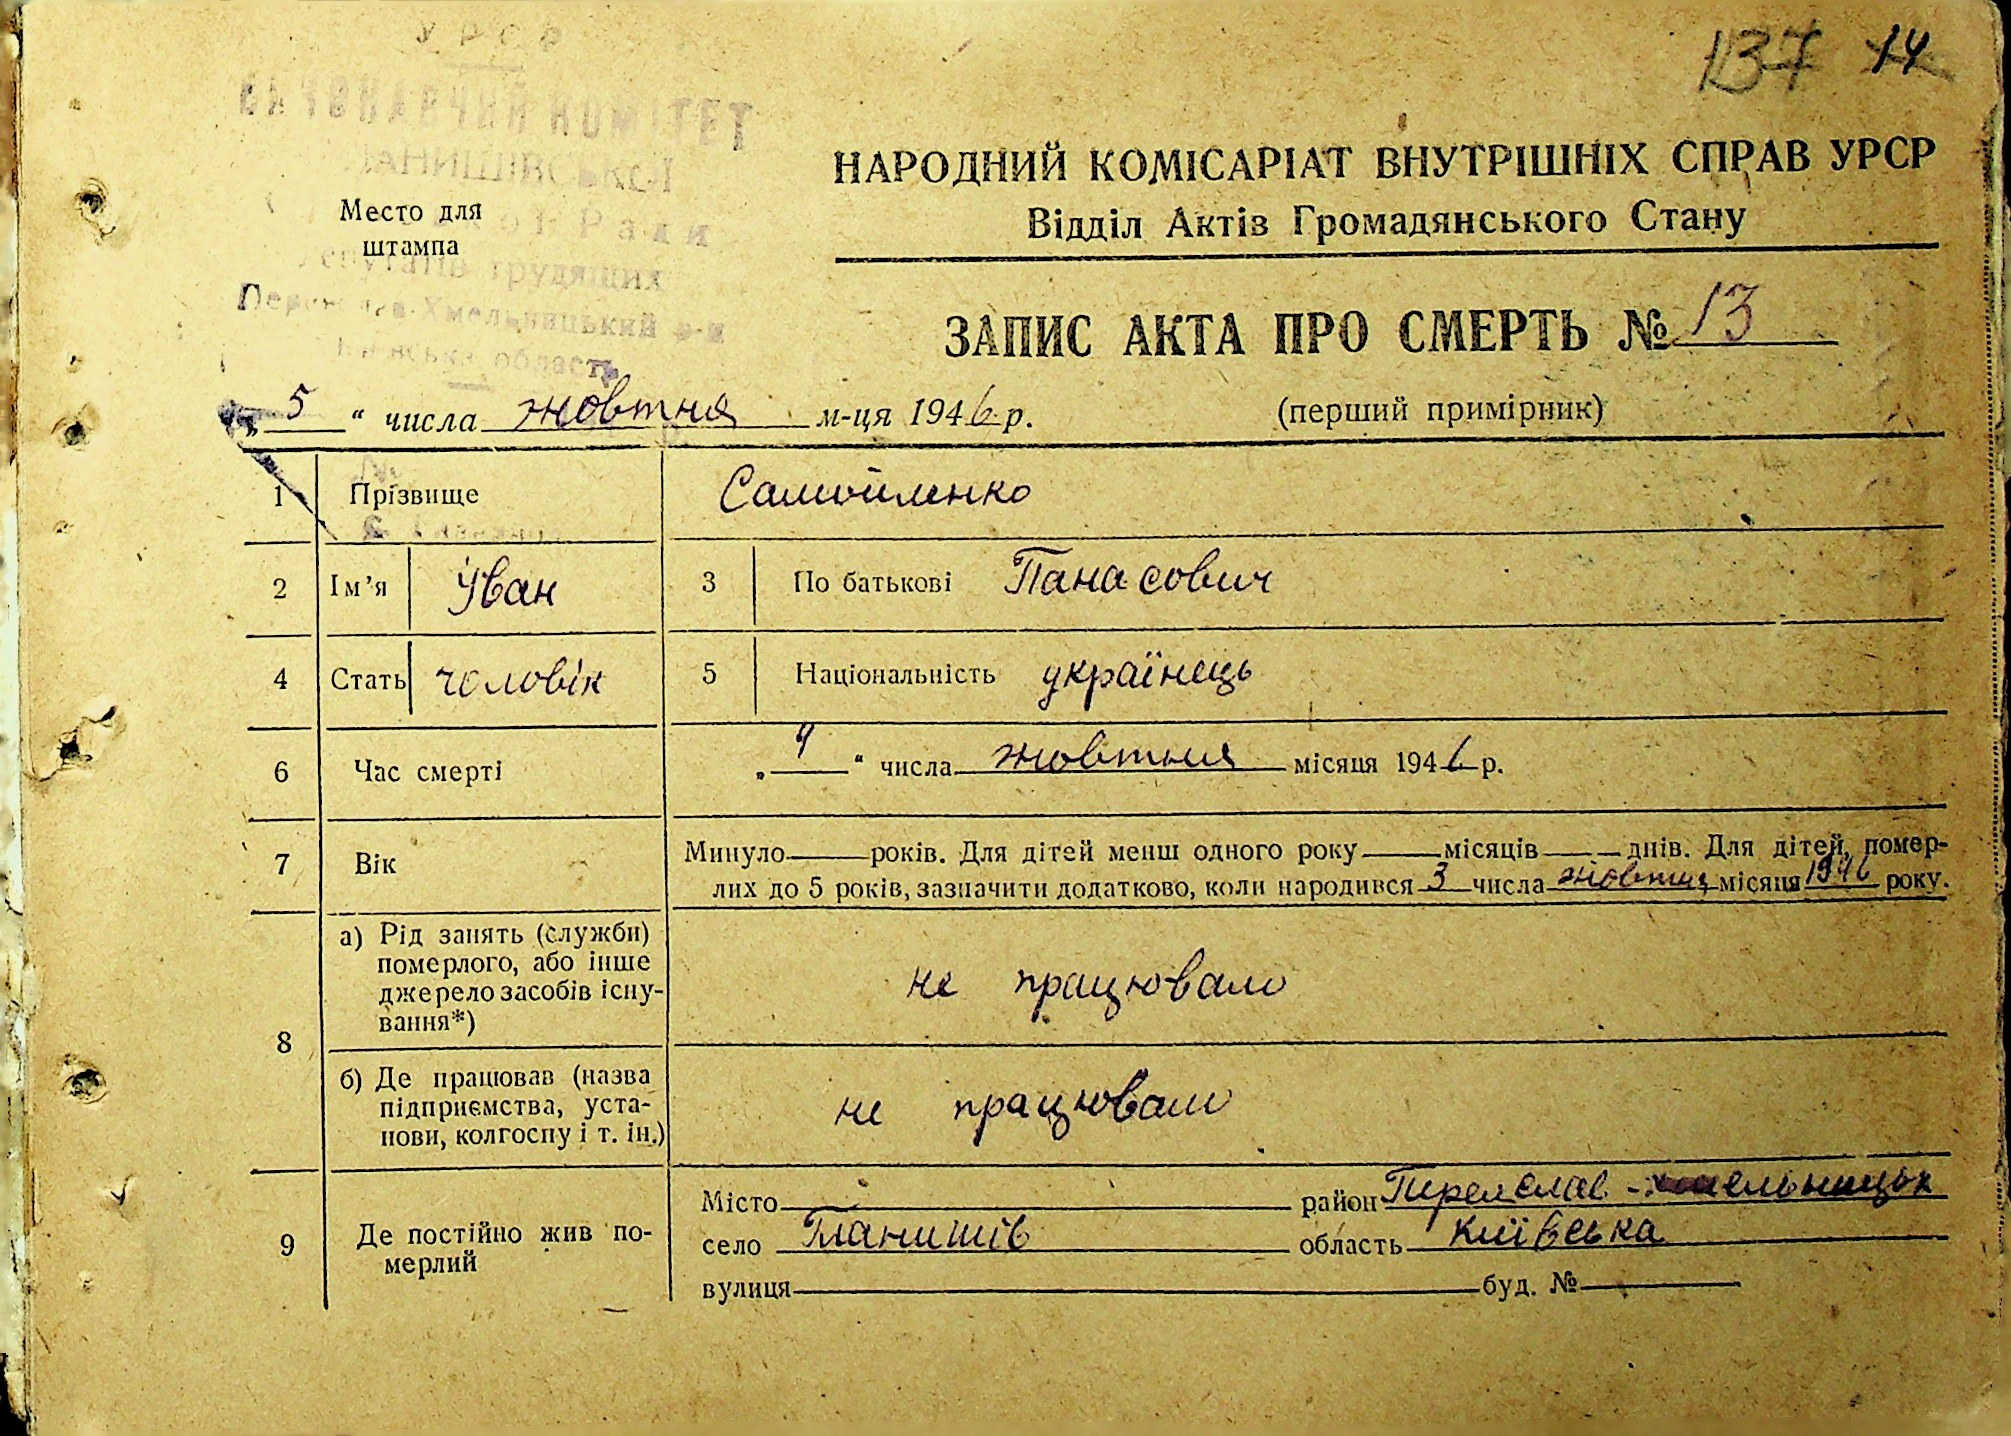 137 14
УРСР
ВИКОНАВЧИЙ КОМІТЕТ
Ради
трудящих
Хмельницький р-н
область
Место для
штампа
НАРОДНИЙ КОМІСАРІАТ ВНУТРІШНІХ СПРАВ УРСР
Відділ Актів Громадянського Стану
ЗАПИС АКТА ПРО СМЕРТЬ № 13
„ 5 “ числа жовтня м-ця 1946 р.
(перший примірник)
1 Прізвище Самойленко
2 Ім’я Иван 3 По батькові Панасович
4 Стать чоловік 5 Національність українець
6 Час смерті „ 4 “ числа жовтня місяця 1946 р.
7 Вік Минуло року. Для дітей менш одного року місяців днів. Для дітей, помер-
лих до 5 років, зазначити додатково, коли народився 3 числа жовтня місяця 1946 року.
8 а) Рід занять (служби)
померлого, або інше
джерело засобів існу-
вання*)
не працювало
б) Де працював (назва
підприємства, уста-
нови, колгоспу і т. ін.)
не працювало
9 Де постійно жив по-
мерлий
Місто район Переяслав-Хмельницьк
село область Київська
вулиця буд. №